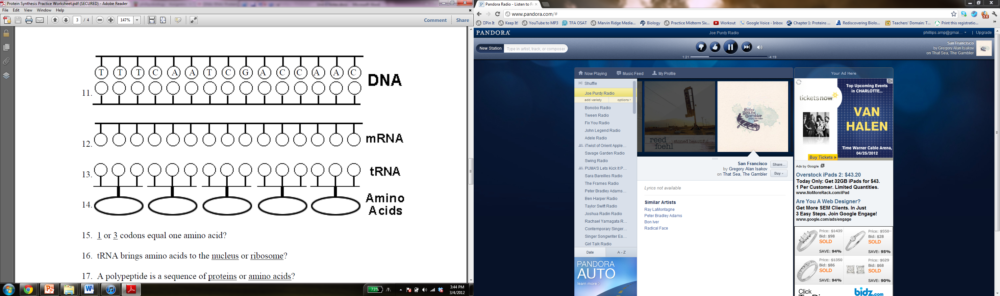 Protein Synthesis Practice Worksheet.pdf (SECURED) - Adobe Reader
File Edit View Window Help
3 / 4 147% Comment Share
T T T C A A T C G A C C A A C
DNA
11.
12. mRNA
13. tRNA
14. Amino Acids
15. 1 or 3 codons equal one amino acid?
16. tRNA brings amino acids to the nucleus or ribosome?
17. A polypeptide is a sequence of proteins or amino acids?
73%
3:44 PM
3/4/2012
Pandora Radio - Listen to Fr
www.pandora.com/#
Pin It Keep It! YouTube to MP3 TFA OSAT Marvin Ridge Media... Biology Practice Midterm Six... Workout Google Voice - Inbox Chapter 1: Proteins ... Rediscovering Biolo... Teachers' Domain: T... Print this registratio... »
3.6
PANDORA Joe Purdy Radio phillips.amp@gmai... | Upgrade
New Station Type in artist, track, or composer
1:21 -4:19
San Francisco
by Gregory Alan Isakov
on That Sea, The Gambler
Now Playing Music Feed My Profile
Shuffle
Joe Purdy Radio
add variety options
Bonobo Radio
Tween Radio
Fix You Radio
John Legend Radio
Adele Radio
iTwist of Orient Apple...
Savage Garden Radio
Swing Radio
PUMA'S Lets Kick It P...
Sara Bareilles Radio
The Frames Radio
Peter Bradley Adams...
Ben Harper Radio
Taylor Swift Radio
Joshua Radin Radio
Rachael Yamagata R...
Contemporary Singer...
Singer Songwriter Es...
Girl Talk Radio
Date A - Z
PANDORA
AUTO
learn more >
reed
foehl
stoned beautiful
that
sea, the
Gambler
gregory alan isakov
San Francisco
by Gregory Alan Isakov
on That Sea, The Gambler
Share...
Buy
Lyrics not available
Similar Artists
Ray LaMontagne
Peter Bradley Adams
Bon Iver
Radical Face
Your Ad Here
ticketsnow
Top Upcoming Events
in CHARLOTTE...
VAN
HALEN
Time Warner Cable Arena,
04/25/2012
Buy Tickets
Ads by Google
Overstock iPads 2: $43.20
Today Only: Get 32GB iPads for $43.
1 Per Customer. Limited Quantities.
www.NoMoreRack.com/iPad
Are You A Web Designer?
Get More SEM Clients. In Just
3 Easy Steps. Join Google Engage!
www.google.com/ads/engage
Price: $1439
Bid: $98
SOLD
SAVE: 94%
Price: $550
Bid: $28
SOLD
SAVE: 95%
Price: $1350
Bid: $86
SOLD
SAVE: 94%
Price: $629
Bid: $68
SOLD
SAVE: 90%
Click
bidz.com